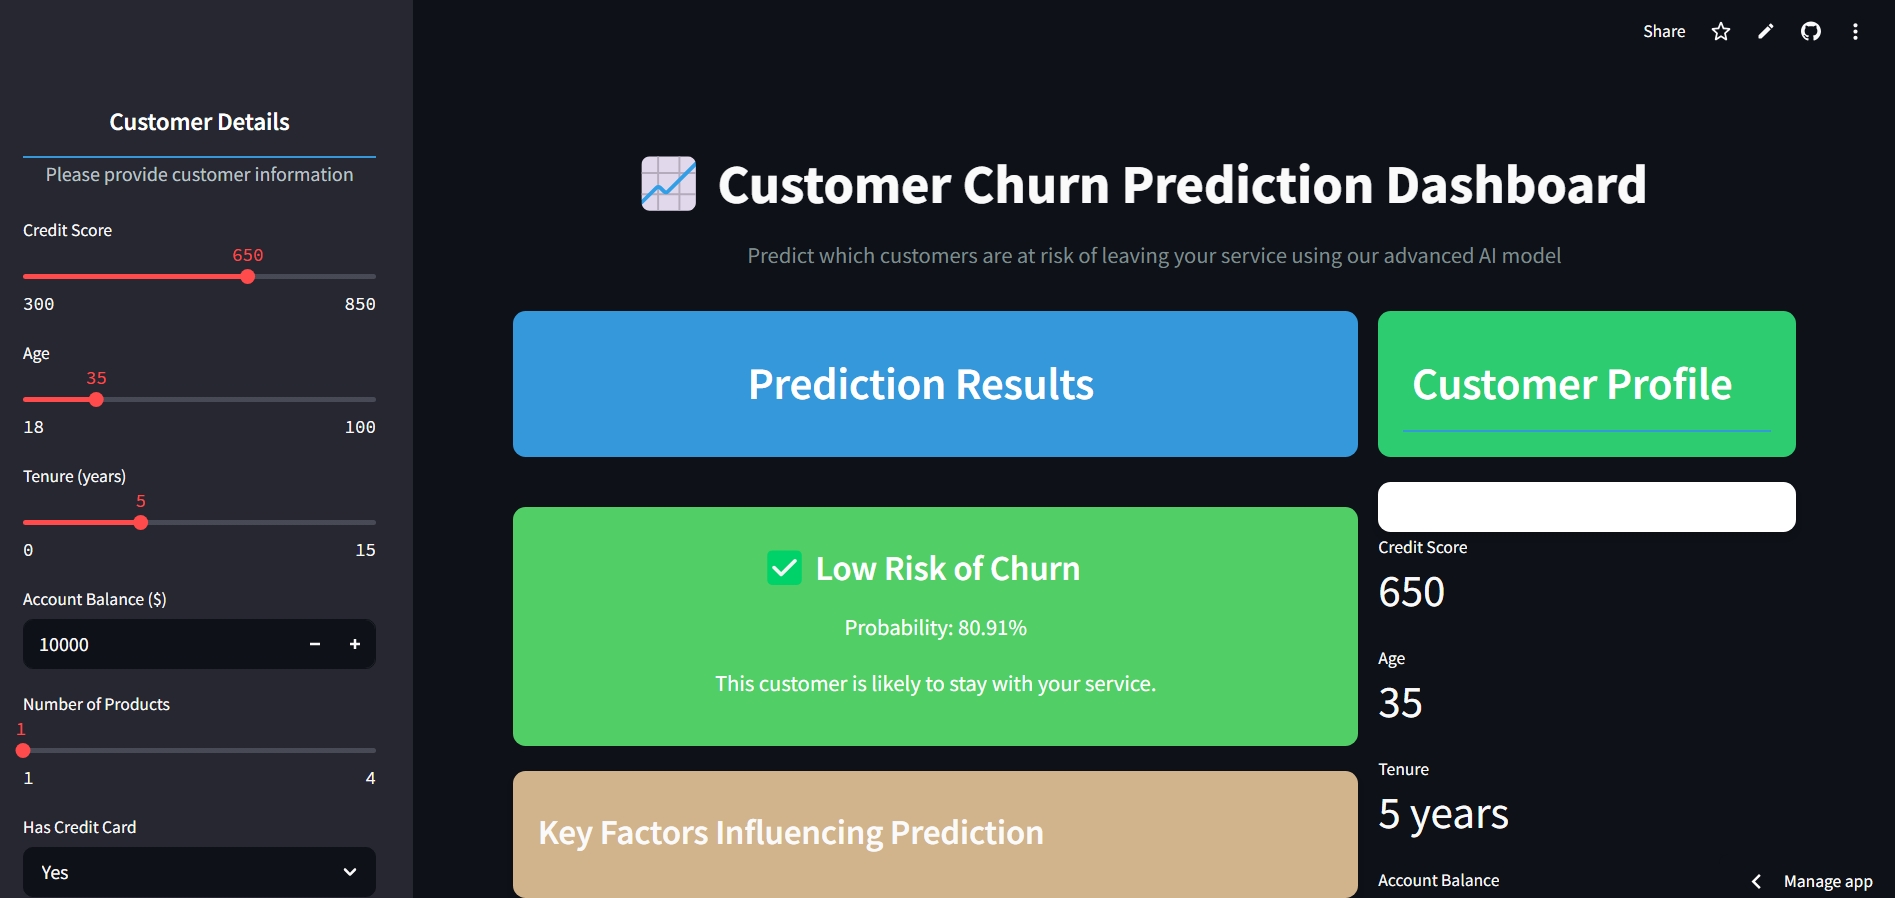 Share
Customer Details
Please provide customer information
Credit Score
650
300 850
Age
35
18 100
Tenure (years)
5
0 15
Account Balance ($)
10000
Number of Products
1
1 4
Has Credit Card
Yes
Customer Churn Prediction Dashboard
Predict which customers are at risk of leaving your service using our advanced AI model
Prediction Results
Low Risk of Churn
Probability: 80.91%
This customer is likely to stay with your service.
Key Factors Influencing Prediction
Customer Profile
Credit Score
650
Age
35
Tenure
5 years
Account Balance
Manage app